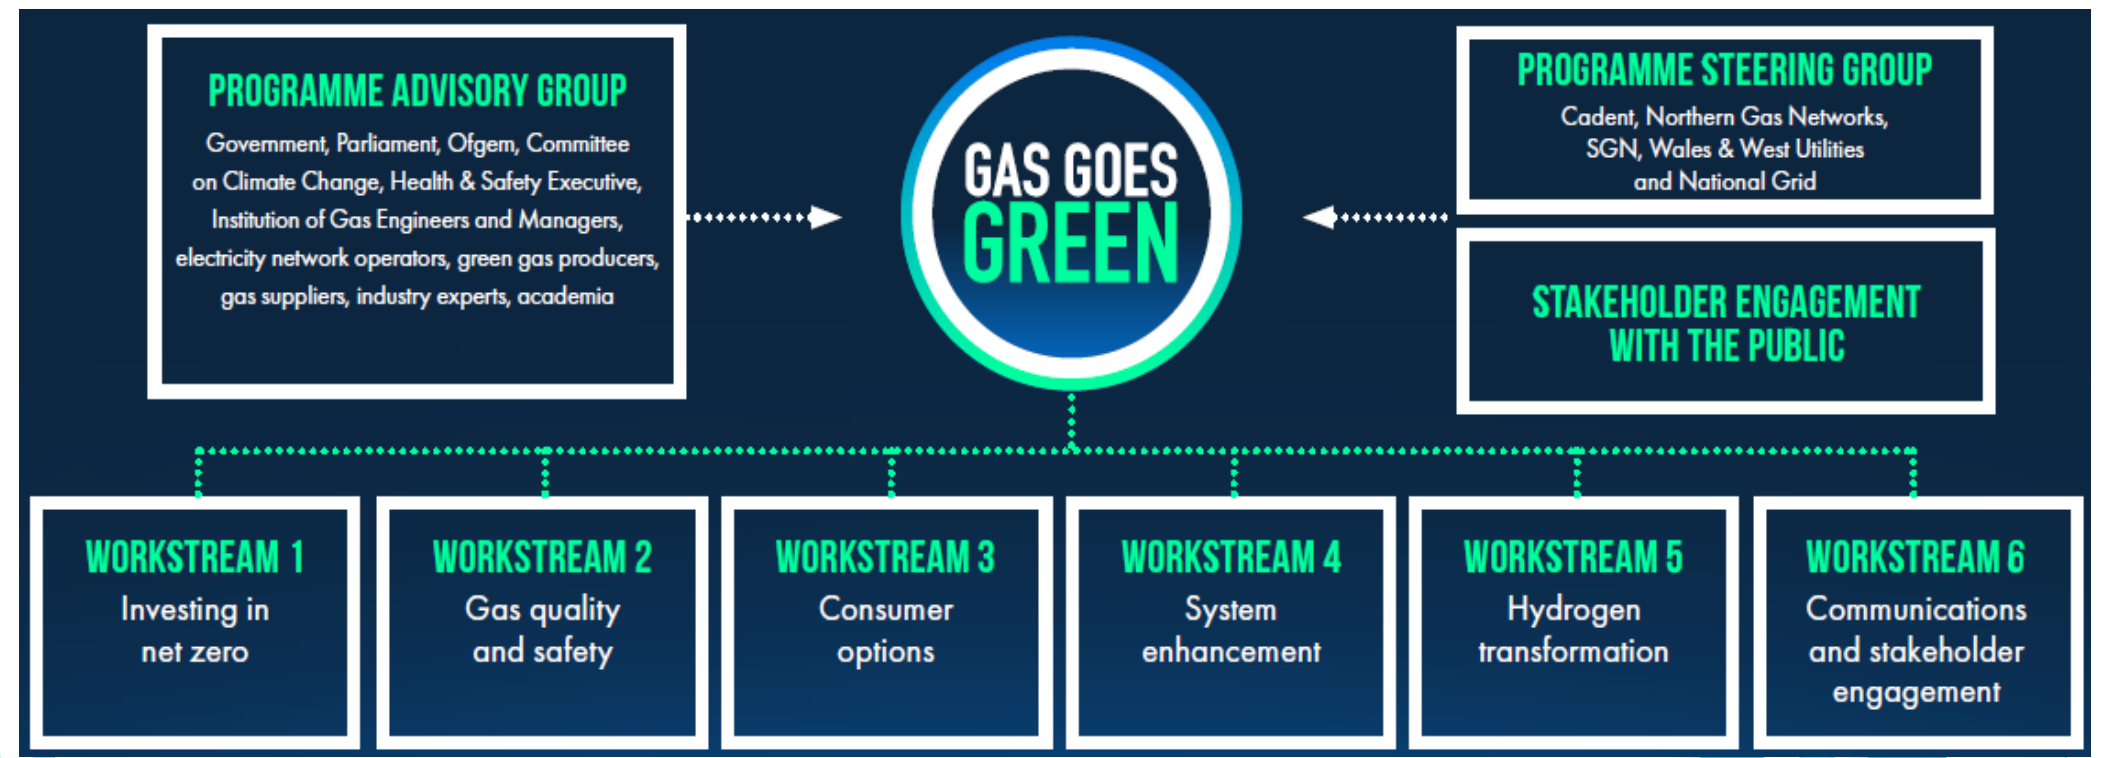 PROGRAMME ADVISORY GROUP
Government, Parliament, Ofgem, Committee
on Climate Change, Health & Safety Executive,
Institution of Gas Engineers and Managers,
electricity network operators, green gas producers,
gas suppliers, industry experts, academia
GAS GOES
GREEN
PROGRAMME STEERING GROUP
Cadent, Northern Gas Networks,
SGN, Wales & West Utilities
and National Grid
STAKEHOLDER ENGAGEMENT
WITH THE PUBLIC
WORKSTREAM 1
Investing in
net zero
WORKSTREAM 2
Gas quality
and safety
WORKSTREAM 3
Consumer
options
WORKSTREAM 4
System
enhancement
WORKSTREAM 5
Hydrogen
transformation
WORKSTREAM 6
Communications
and stakeholder
engagement